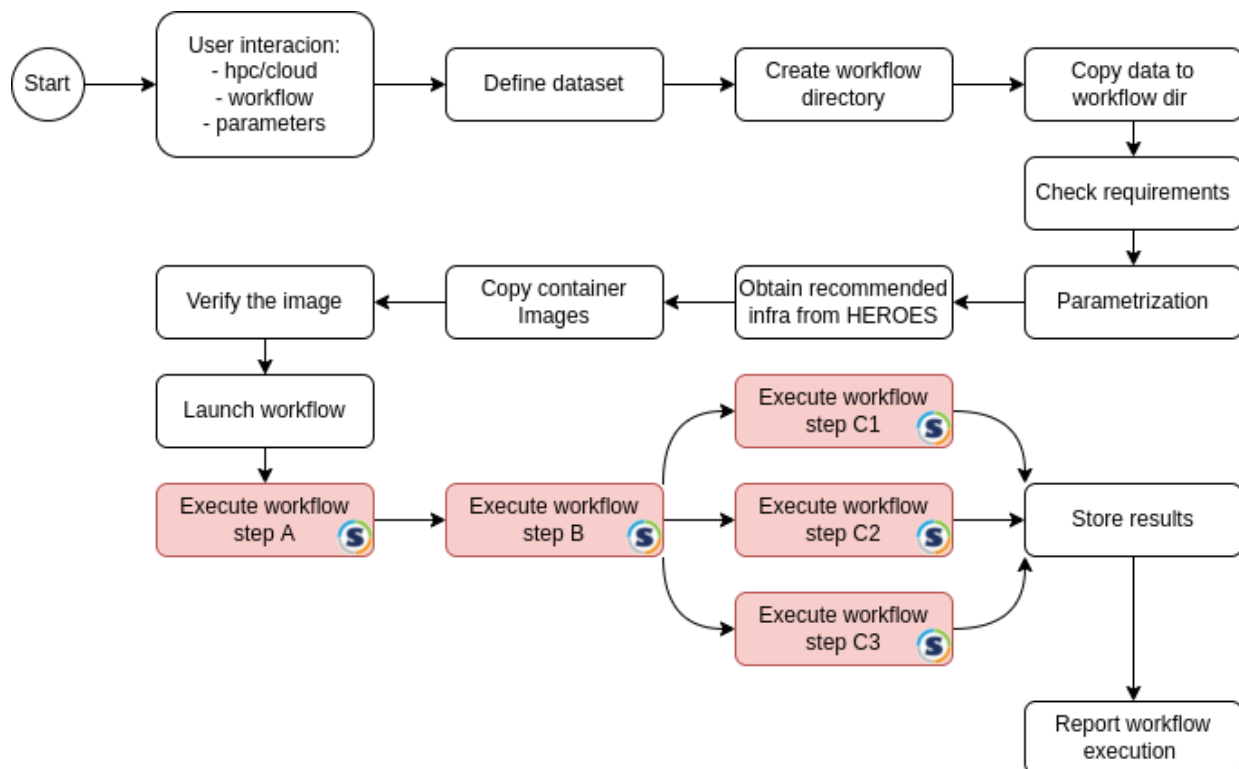 Start
User interacion:
- hpc/cloud
- workflow
- parameters
Define dataset
Create workflow
directory
Copy data to
workflow dir
Check requirements
Parametrization
Obtain recommended
infra from HEROES
Copy container
Images
Verify the image
Launch workflow
Execute workflow
step A
S
Execute workflow
step B
S
Execute workflow
step C1
S
Execute workflow
step C2
S
Execute workflow
step C3
S
Store results
Report workflow
execution